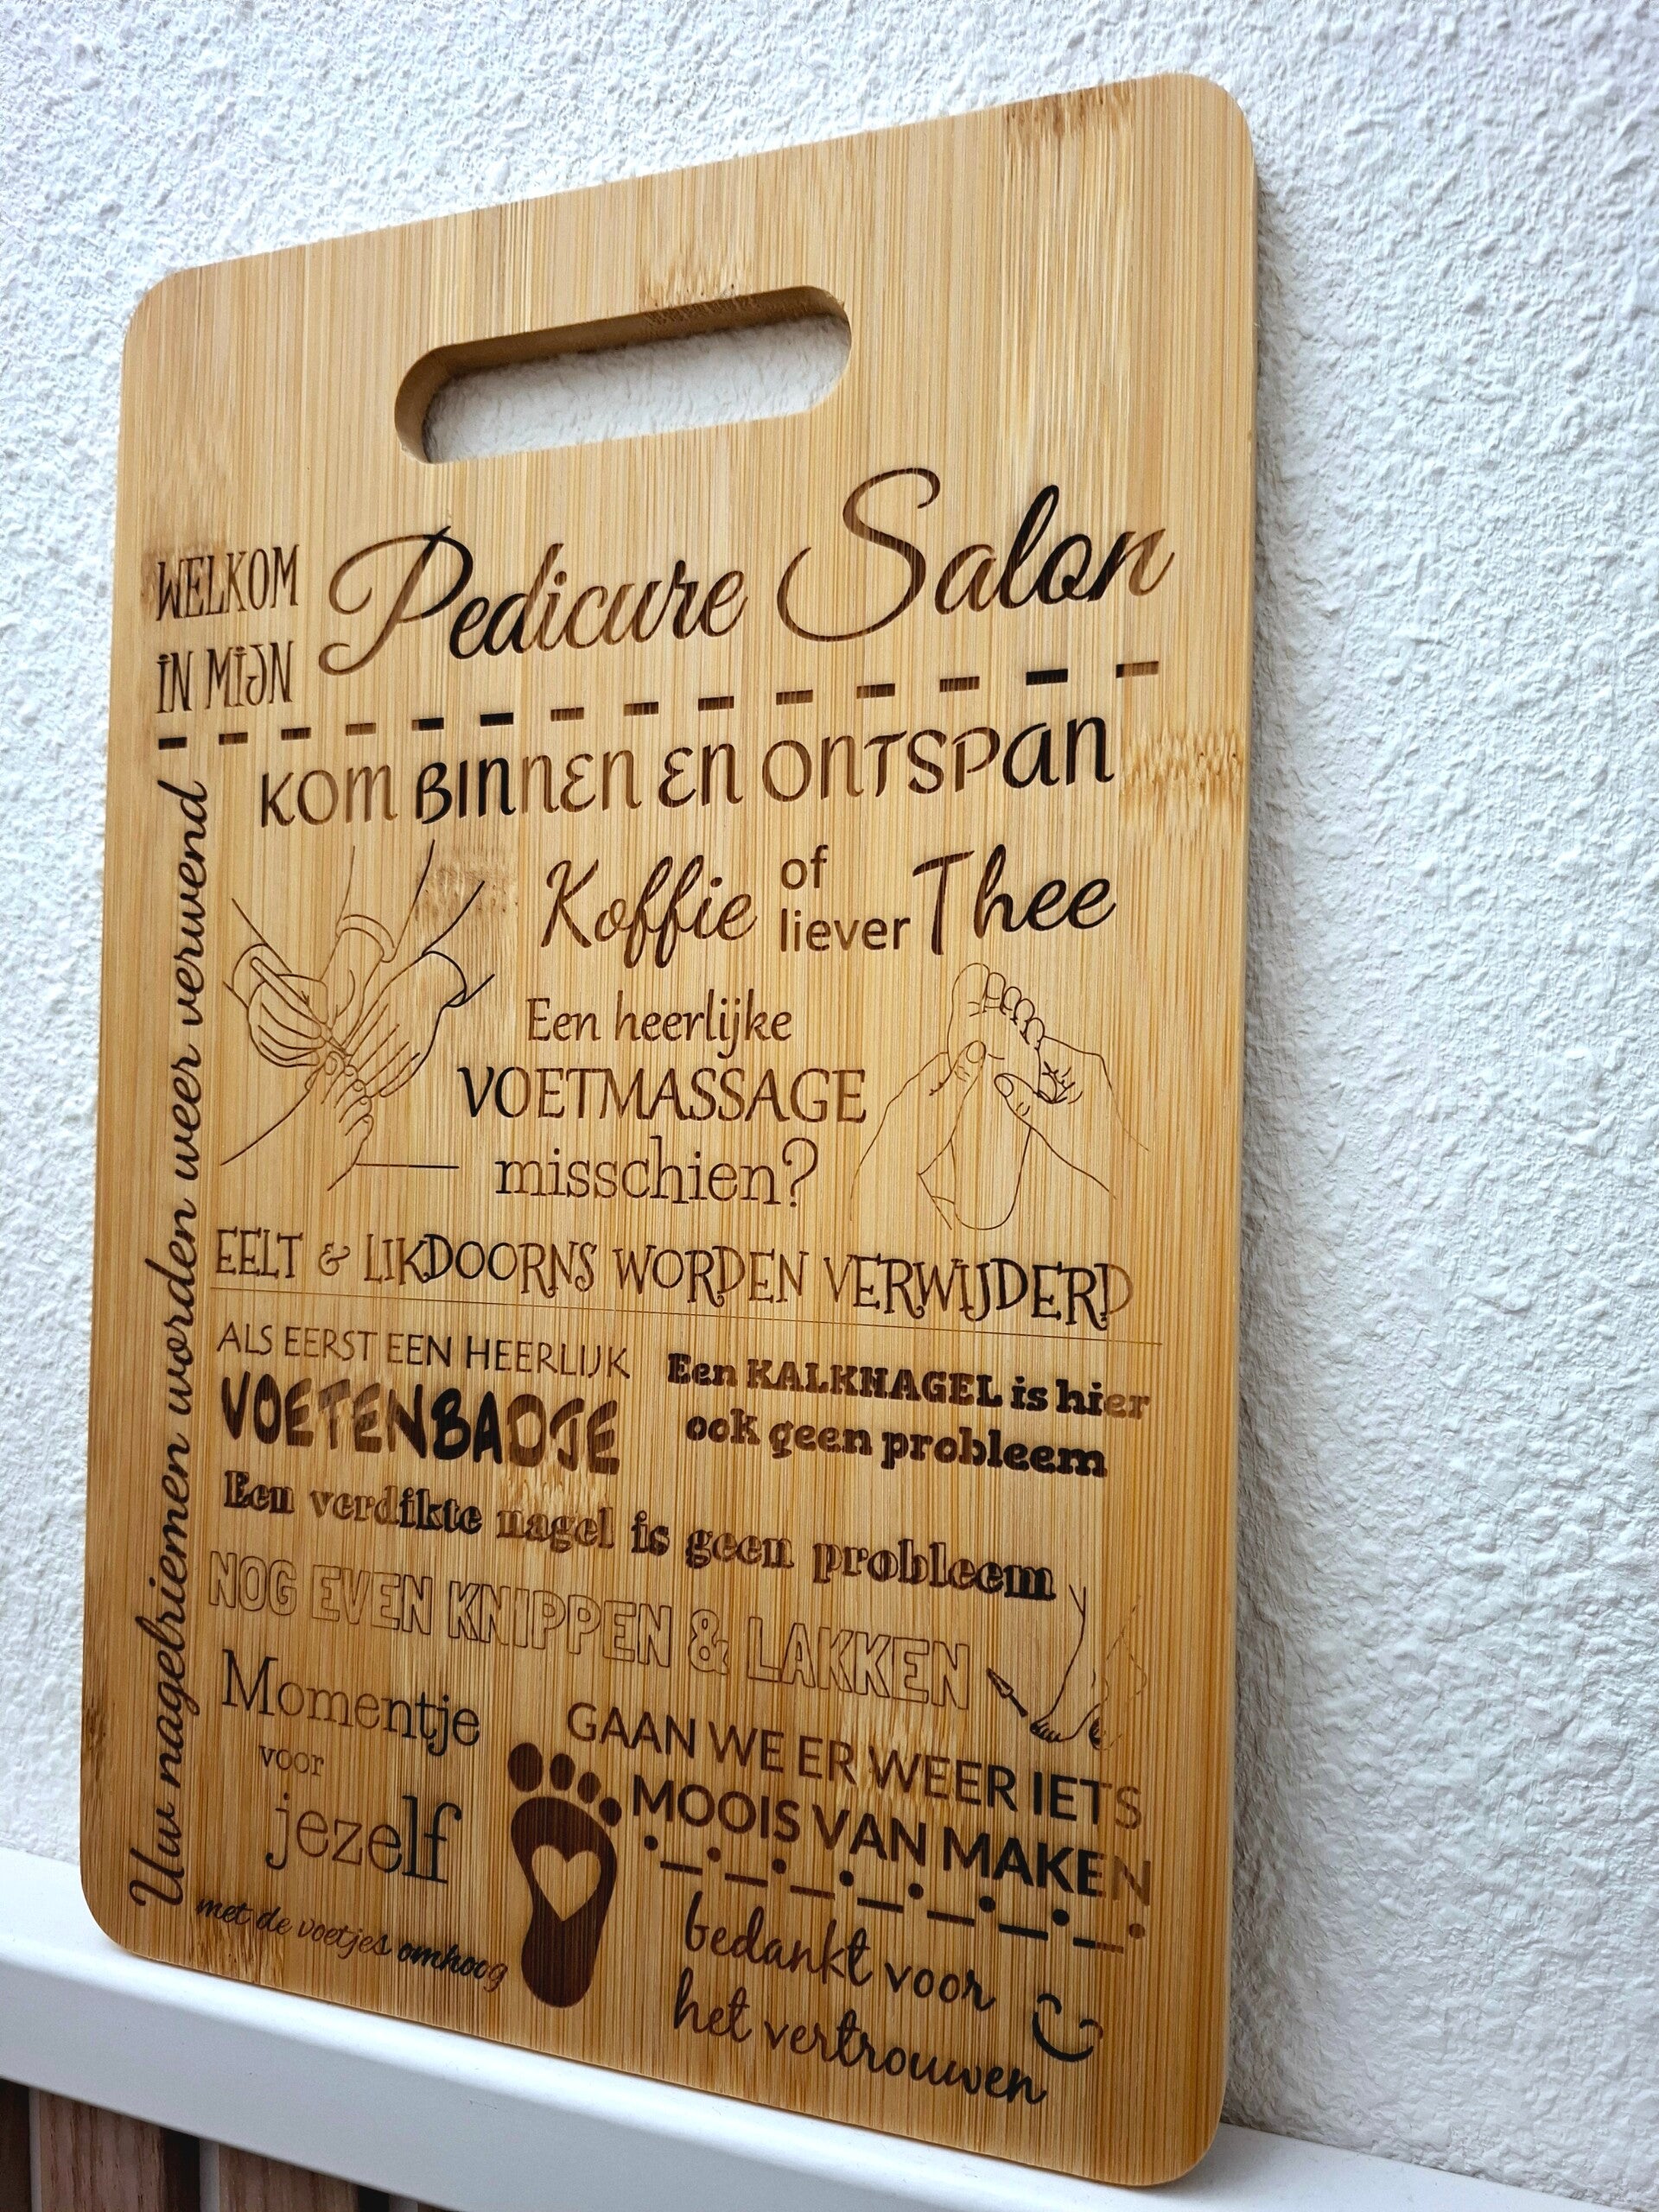 WELKOM
IN MIJN
Pedicure Salon
KOM BINNEN EN ONTSPAN
Koffie of liever Thee
Een heerlijke
VOETMASSAGE
misschien?
EELT & LIKDOORNS WORDEN VERWIJDERD
ALS EERST EEN HEERLIJK
VOETENBADJE
Een KALKNAGEL is hier
ook geen probleem
Een verdikte nagel is geen probleem
NOG EVEN KNIPPEN & LAKKEN
Momentje
voor
jezelf
met de voetjes omhoog
GAAN WE ER WEER IETS
MOOIS VAN MAKEN
bedankt voor
het vertrouwen
Uw nagelriemen worden weer verwend